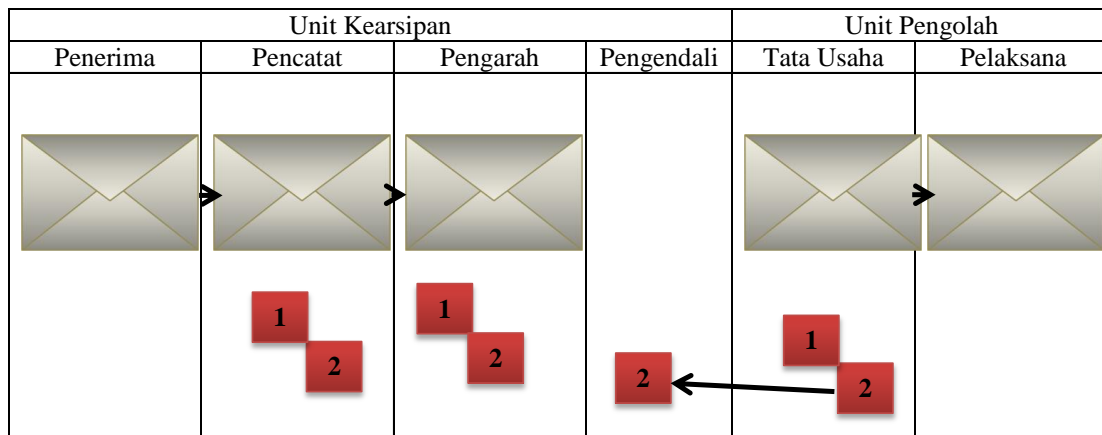 Unit Kearsipan Unit Pengolah
Penerima Pencatat Pengarah Pengendali Tata Usaha Pelaksana
1 1 1
2 2 2 2